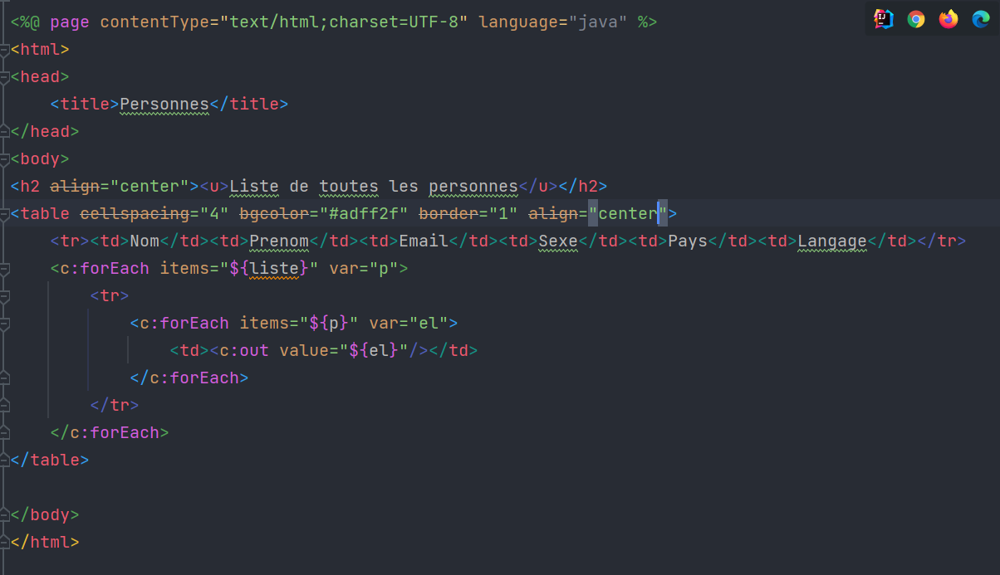 <%@ page contentType="text/html;charset=UTF-8" language="java" %>
<html>
<head>
    <title>Personnes</title>
</head>
<body>
<h2 align="center"><u>Liste de toutes les personnes</u></h2>
<table cellspacing="4" bgcolor="#adff2f" border="1" align="center">
    <tr><td>Nom</td><td>Prenom</td><td>Email</td><td>Sexe</td><td>Pays</td><td>Langage</td></tr>
    <c:forEach items="${liste}" var="p">
        <tr>
            <c:forEach items="${p}" var="el">
                <td><c:out value="${el}"/></td>
            </c:forEach>
        </tr>
    </c:forEach>
</table>

</body>
</html>